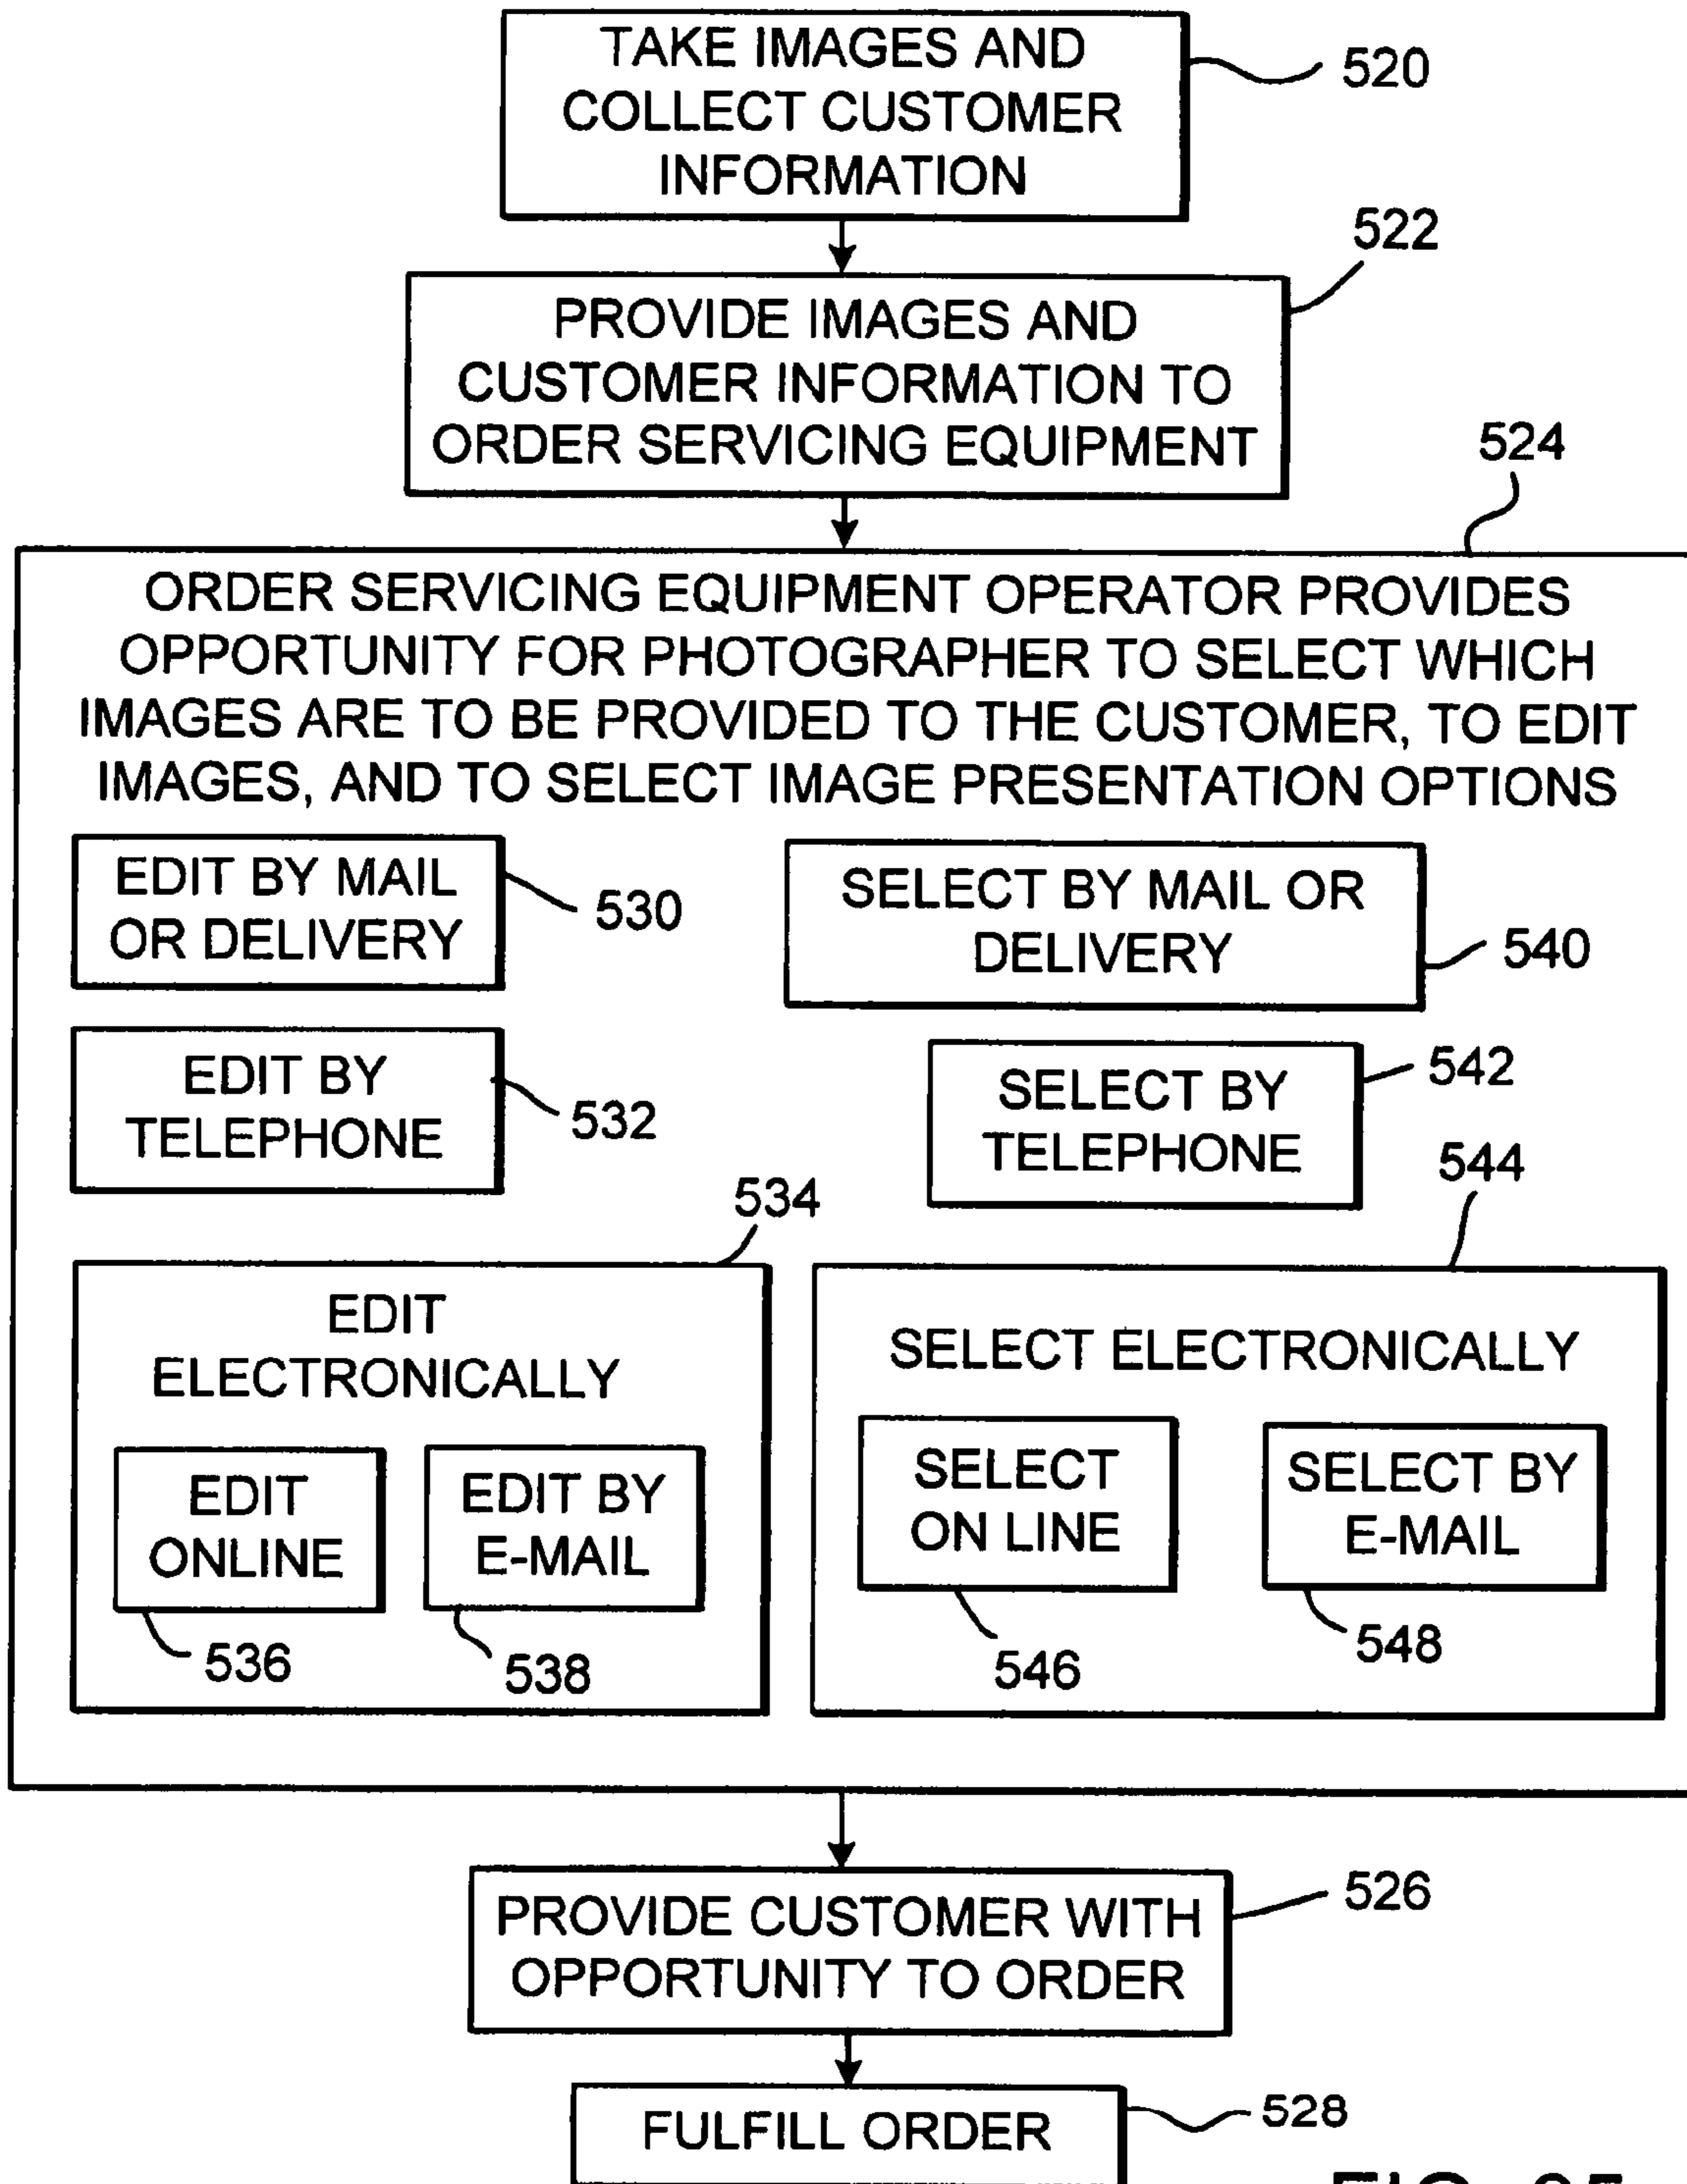 TAKE IMAGES AND
COLLECT CUSTOMER
INFORMATION
520
522
PROVIDE IMAGES AND
CUSTOMER INFORMATION TO
ORDER SERVICING EQUIPMENT
524
ORDER SERVICING EQUIPMENT OPERATOR PROVIDES
OPPORTUNITY FOR PHOTOGRAPHER TO SELECT WHICH
IMAGES ARE TO BE PROVIDED TO THE CUSTOMER, TO EDIT
IMAGES, AND TO SELECT IMAGE PRESENTATION OPTIONS
EDIT BY MAIL
OR DELIVERY
530
SELECT BY MAIL OR
DELIVERY
540
EDIT BY
TELEPHONE
532
SELECT BY
TELEPHONE
542
534
EDIT
ELECTRONICALLY
EDIT
ONLINE
536
EDIT BY
E-MAIL
538
544
SELECT ELECTRONICALLY
SELECT
ON LINE
546
SELECT BY
E-MAIL
548
PROVIDE CUSTOMER WITH
OPPORTUNITY TO ORDER
526
FULFILL ORDER
528